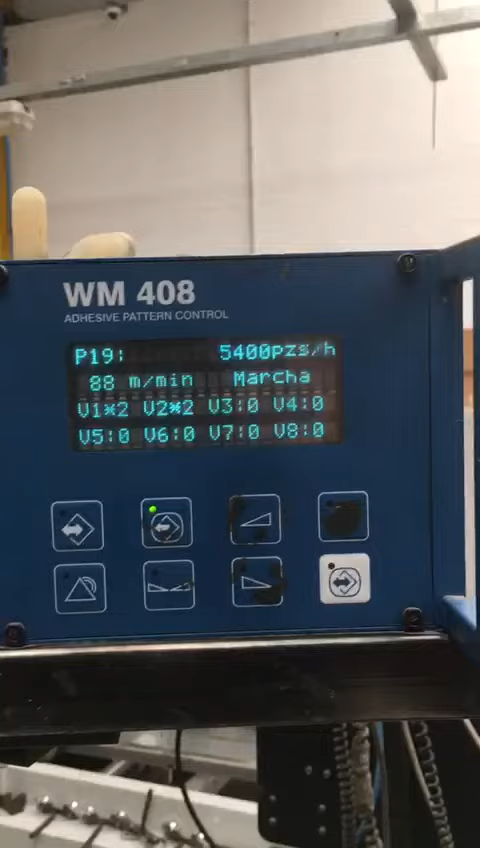 WM 408
ADHESIVE PATTERN CONTROL
P19: 5400pzs/h
88 m/min Marcha
V1*2 V2*2 V3:0 V4:0
V5:0 V6:0 V7:0 V8:0